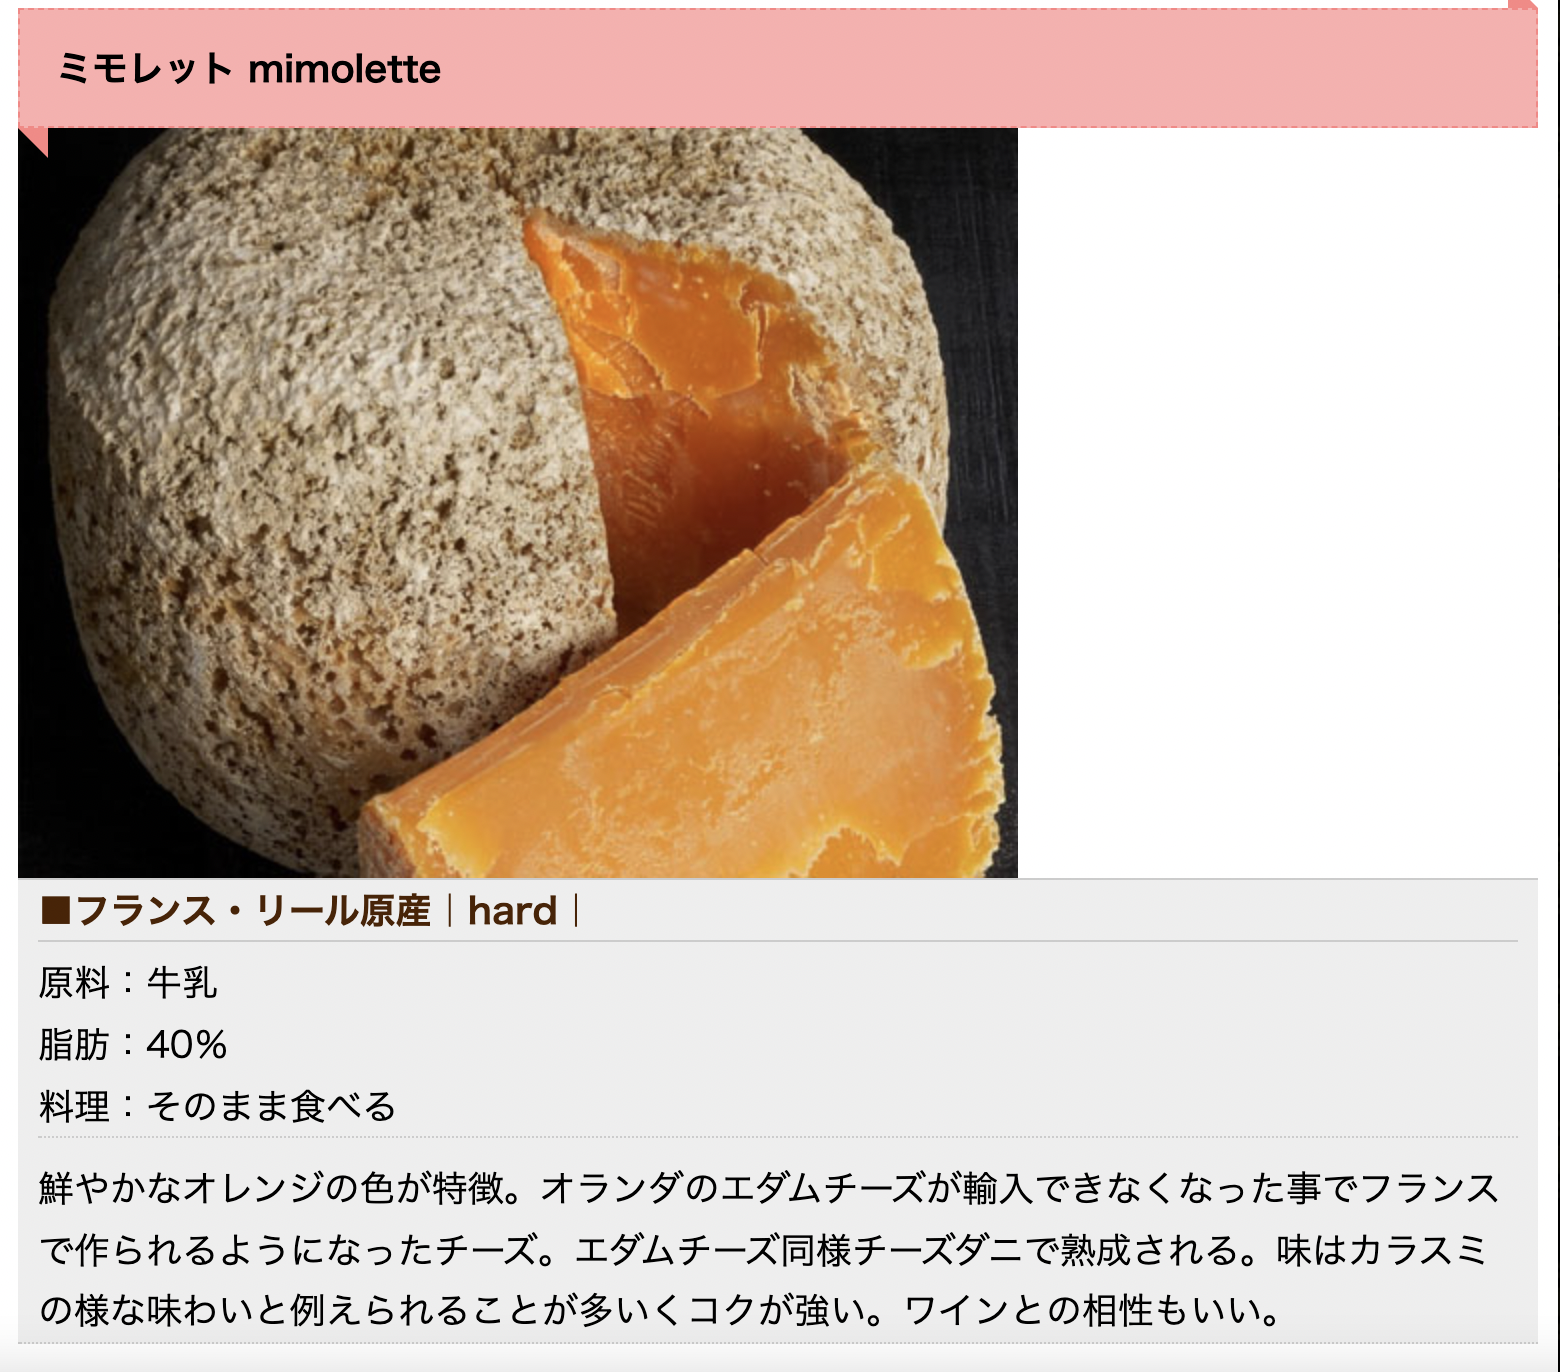 ミモレット mimolette
■フランス・リール原産｜hard｜
原料：牛乳
脂肪：40%
料理：そのまま食べる
鮮やかなオレンジの色が特徴。オランダのエダムチーズが輸入できなくなった事でフランス
で作られるようになったチーズ。エダムチーズ同様チーズダニで熟成される。味はカラスミ
の様な味わいと例えられることが多いくコクが強い。ワインとの相性もいい。